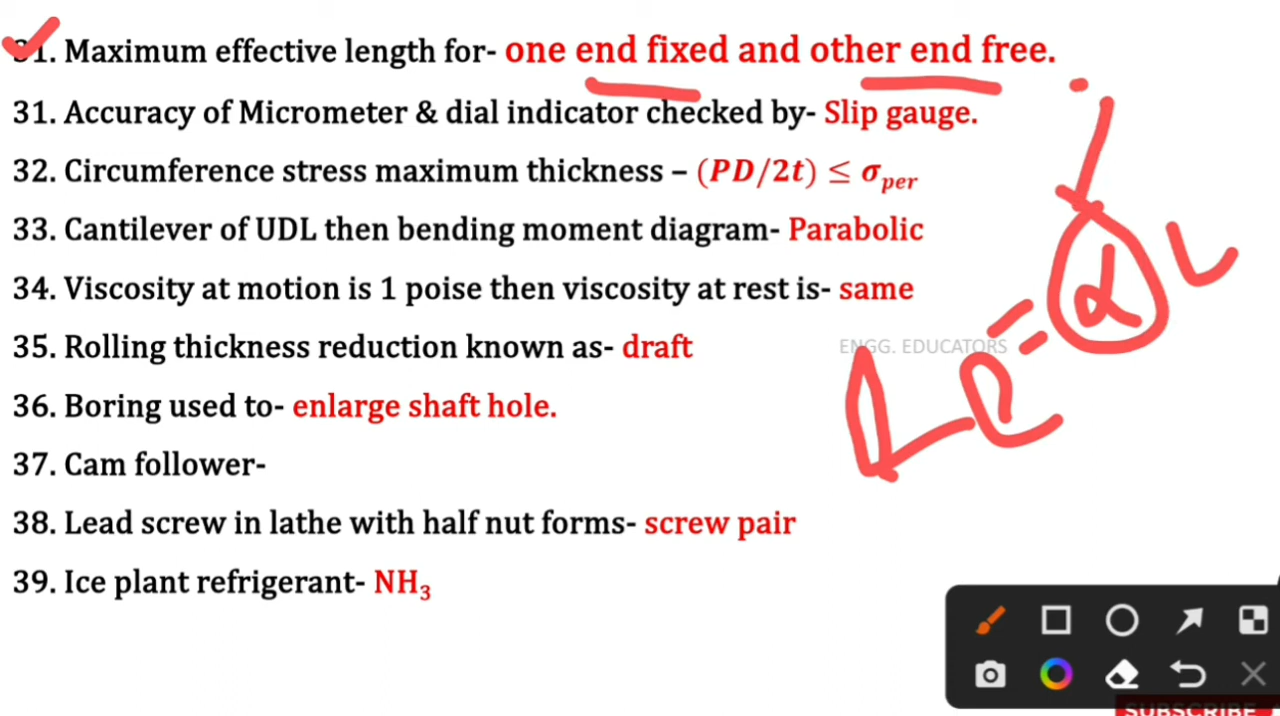 31. Maximum effective length for- one end fixed and other end free.
31. Accuracy of Micrometer & dial indicator checked by- Slip gauge.
32. Circumference stress maximum thickness – (PD/2t) ≤ σper
33. Cantilever of UDL then bending moment diagram- Parabolic
34. Viscosity at motion is 1 poise then viscosity at rest is- same
35. Rolling thickness reduction known as- draft
ENGG. EDUCATORS
Le = αL
36. Boring used to- enlarge shaft hole.
37. Cam follower-
38. Lead screw in lathe with half nut forms- screw pair
39. Ice plant refrigerant- NH₃
SUBSCRIBE